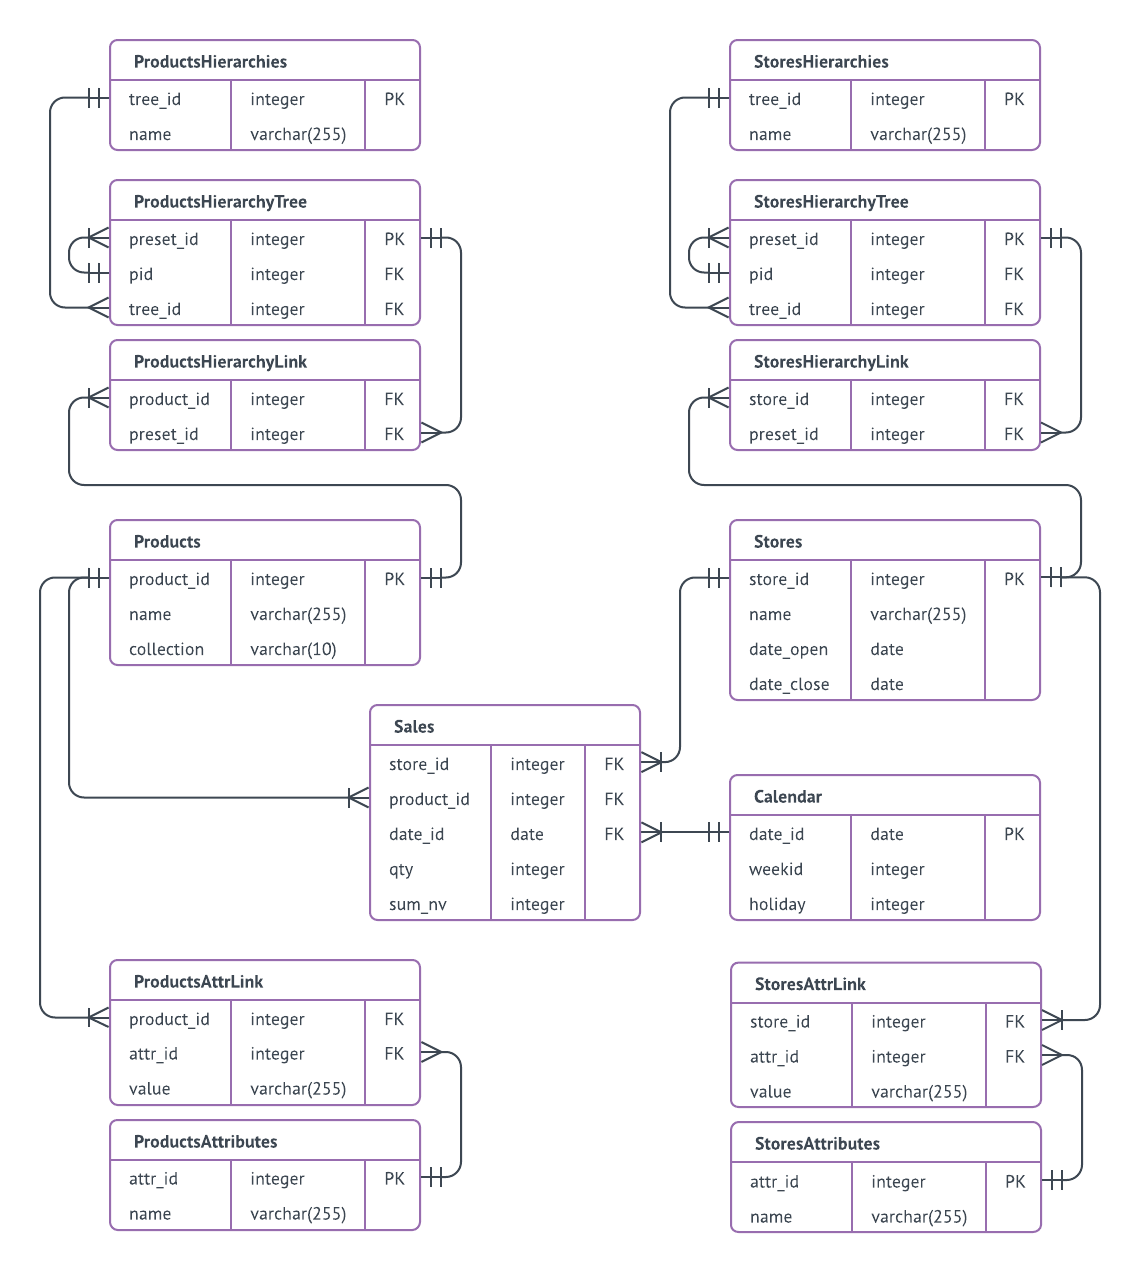 ProductsHierarchies
tree_id integer PK
name varchar(255)
ProductsHierarchyTree
preset_id integer PK
pid integer FK
tree_id integer FK
ProductsHierarchyLink
product_id integer FK
preset_id integer FK
Products
product_id integer PK
name varchar(255)
collection varchar(10)
StoresHierarchies
tree_id integer PK
name varchar(255)
StoresHierarchyTree
preset_id integer PK
pid integer FK
tree_id integer FK
StoresHierarchyLink
store_id integer FK
preset_id integer FK
Stores
store_id integer PK
name varchar(255)
date_open date
date_close date
Sales
store_id integer FK
product_id integer FK
date_id date FK
qty integer
sum_nv integer
Calendar
date_id date PK
weekid integer
holiday integer
ProductsAttrLink
product_id integer FK
attr_id integer FK
value varchar(255)
ProductsAttributes
attr_id integer PK
name varchar(255)
StoresAttrLink
store_id integer FK
attr_id integer FK
value varchar(255)
StoresAttributes
attr_id integer PK
name varchar(255)